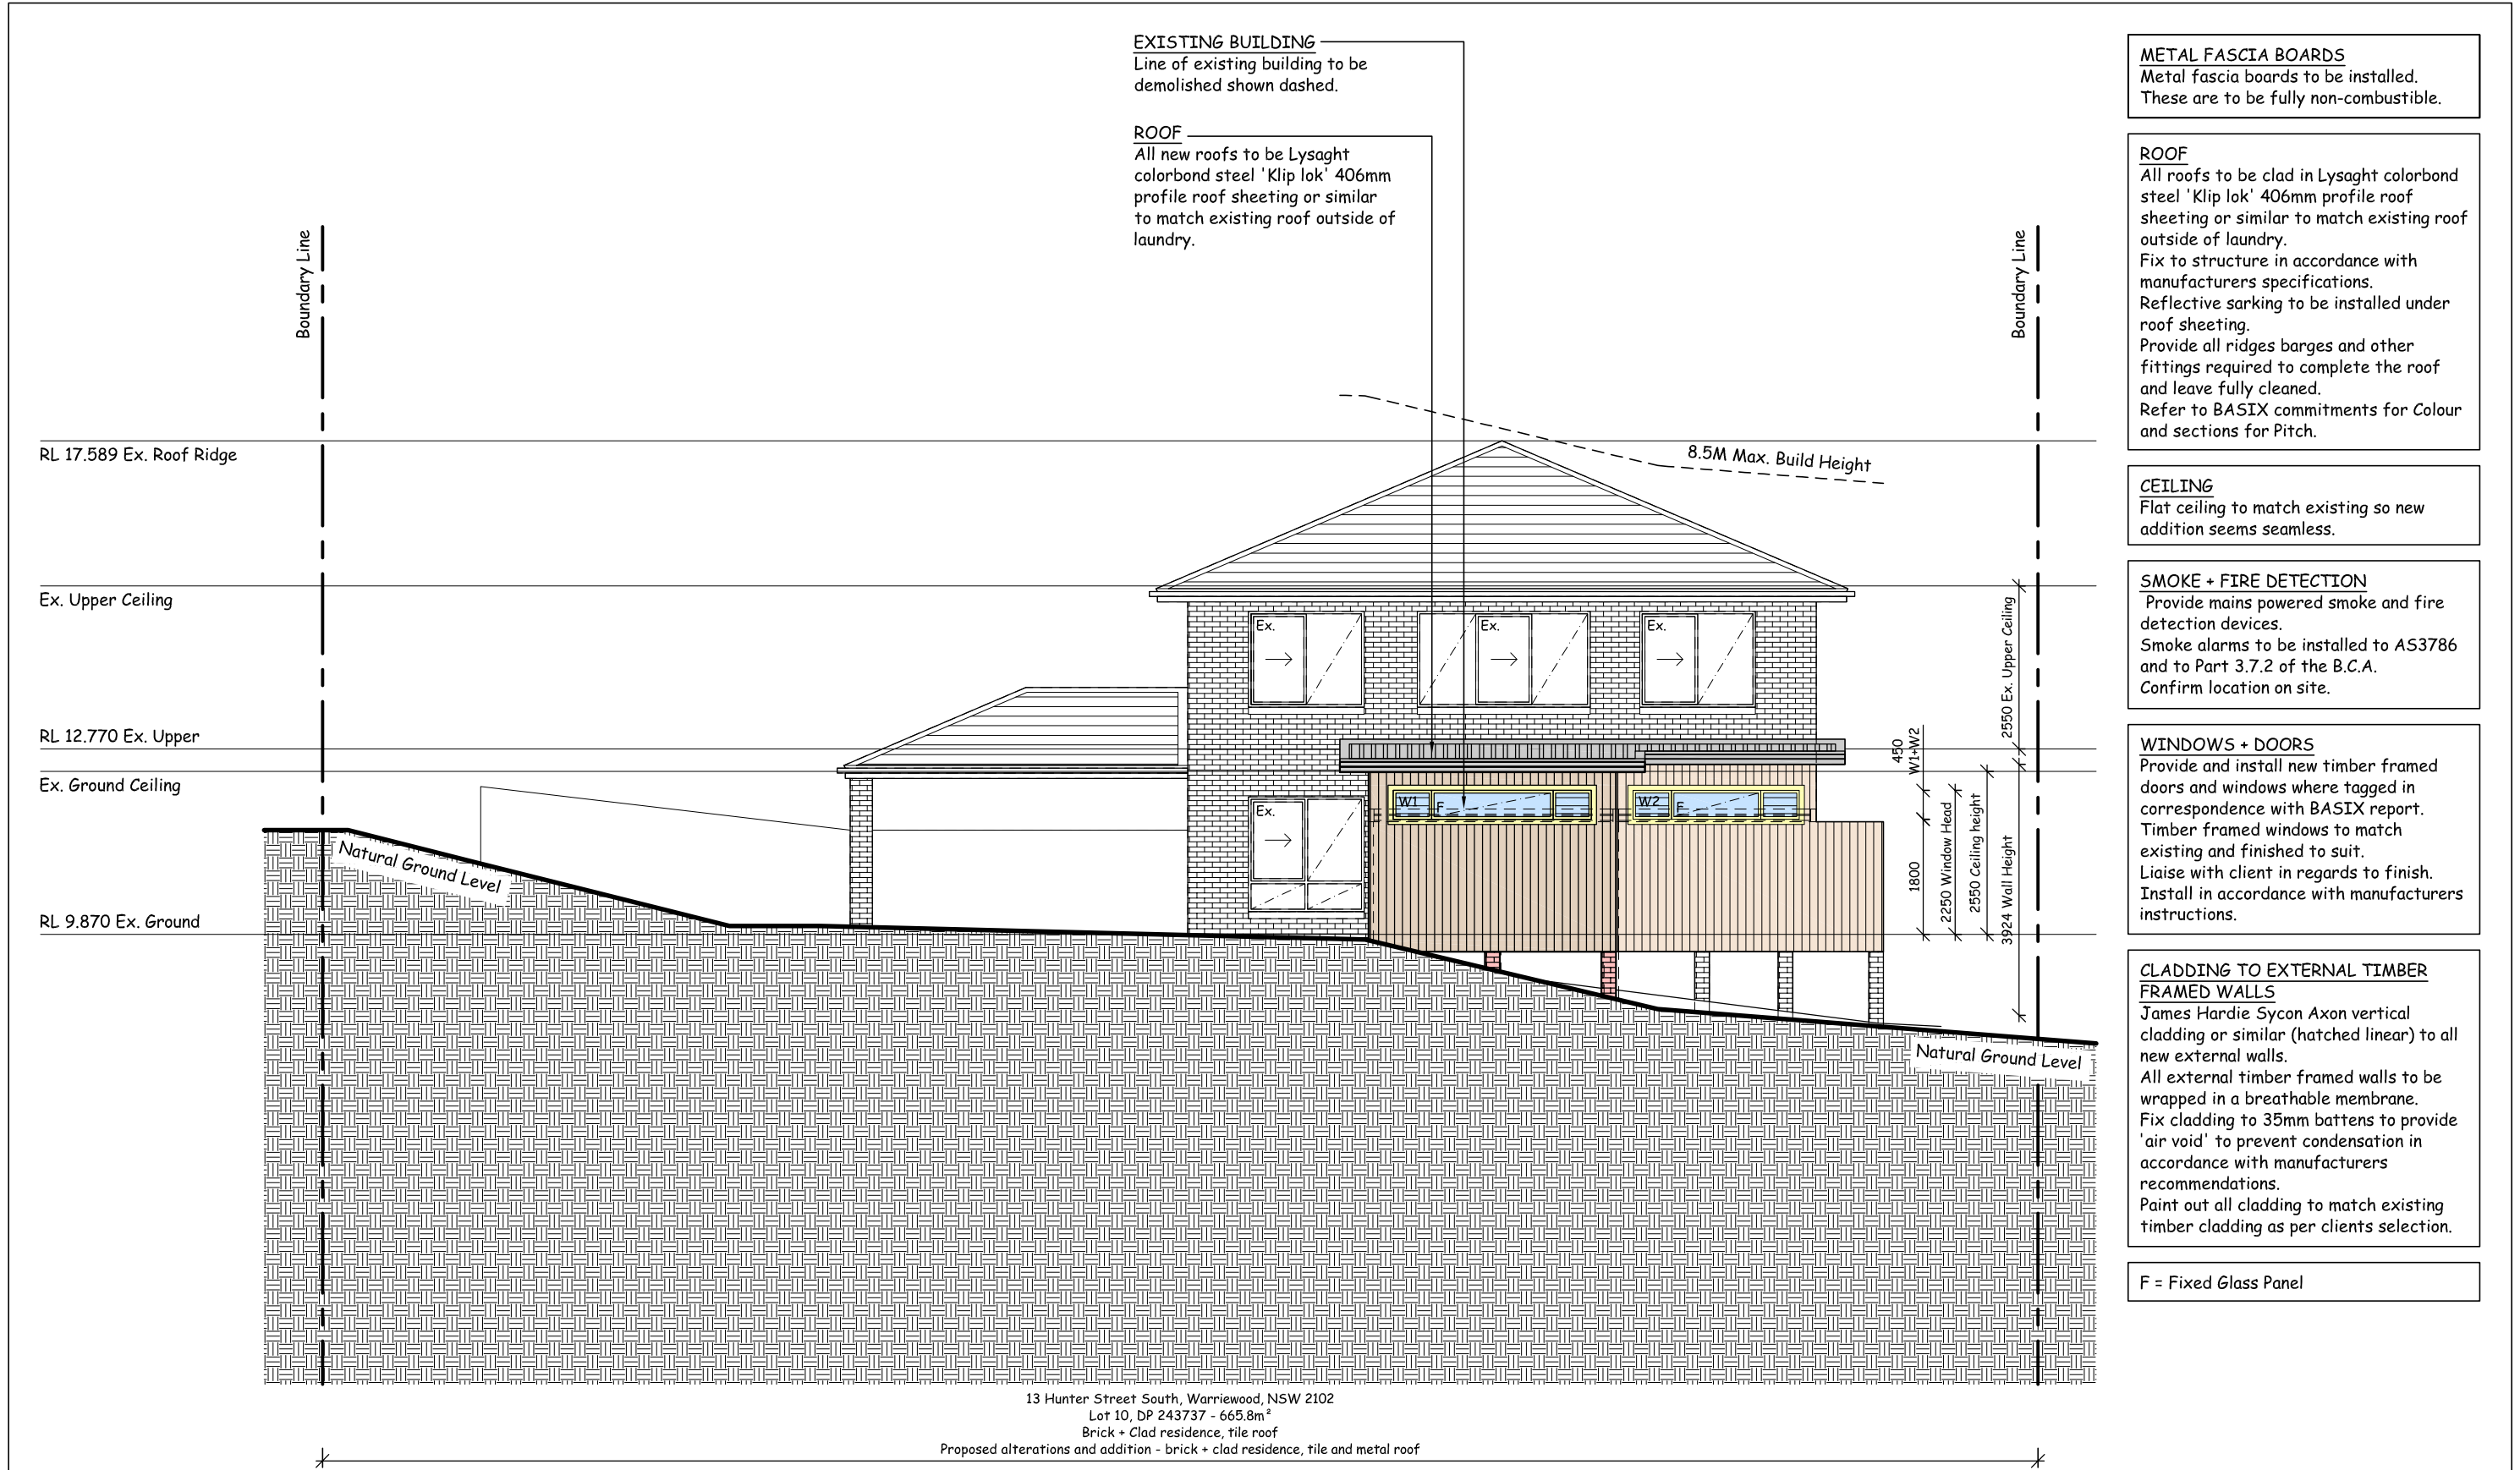 EXISTING BUILDING
Line of existing building to be
demolished shown dashed.
ROOF
All new roofs to be Lysaght
colorbond steel 'Klip lok' 406mm
profile roof sheeting or similar
to match existing roof outside of
laundry.
Boundary Line
Boundary Line
RL 17.589 Ex. Roof Ridge
8.5M Max. Build Height
Ex. Upper Ceiling
Ex.
Ex.
Ex.
2550 Ex. Upper Ceiling
RL 12.770 Ex. Upper
Ex. Ground Ceiling
450
W1+W2
Ex.
W1
F
W2
F
1800
2250 Window Head
2550 Ceiling height
3924 Wall Height
Natural Ground Level
RL 9.870 Ex. Ground
Natural Ground Level
13 Hunter Street South, Warriewood, NSW 2102
Lot 10, DP 243737 - 665.8m²
Brick + Clad residence, tile roof
Proposed alterations and addition - brick + clad residence, tile and metal roof
METAL FASCIA BOARDS
Metal fascia boards to be installed.
These are to be fully non-combustible.
ROOF
All roofs to be clad in Lysaght colorbond
steel 'Klip lok' 406mm profile roof
sheeting or similar to match existing roof
outside of laundry.
Fix to structure in accordance with
manufacturers specifications.
Reflective sarking to be installed under
roof sheeting.
Provide all ridges barges and other
fittings required to complete the roof
and leave fully cleaned.
Refer to BASIX commitments for Colour
and sections for Pitch.
CEILING
Flat ceiling to match existing so new
addition seems seamless.
SMOKE + FIRE DETECTION
Provide mains powered smoke and fire
detection devices.
Smoke alarms to be installed to AS3786
and to Part 3.7.2 of the B.C.A.
Confirm location on site.
WINDOWS + DOORS
Provide and install new timber framed
doors and windows where tagged in
correspondence with BASIX report.
Timber framed windows to match
existing and finished to suit.
Liaise with client in regards to finish.
Install in accordance with manufacturers
instructions.
CLADDING TO EXTERNAL TIMBER
FRAMED WALLS
James Hardie Sycon Axon vertical
cladding or similar (hatched linear) to all
new external walls.
All external timber framed walls to be
wrapped in a breathable membrane.
Fix cladding to 35mm battens to provide
'air void' to prevent condensation in
accordance with manufacturers
recommendations.
Paint out all cladding to match existing
timber cladding as per clients selection.
F = Fixed Glass Panel